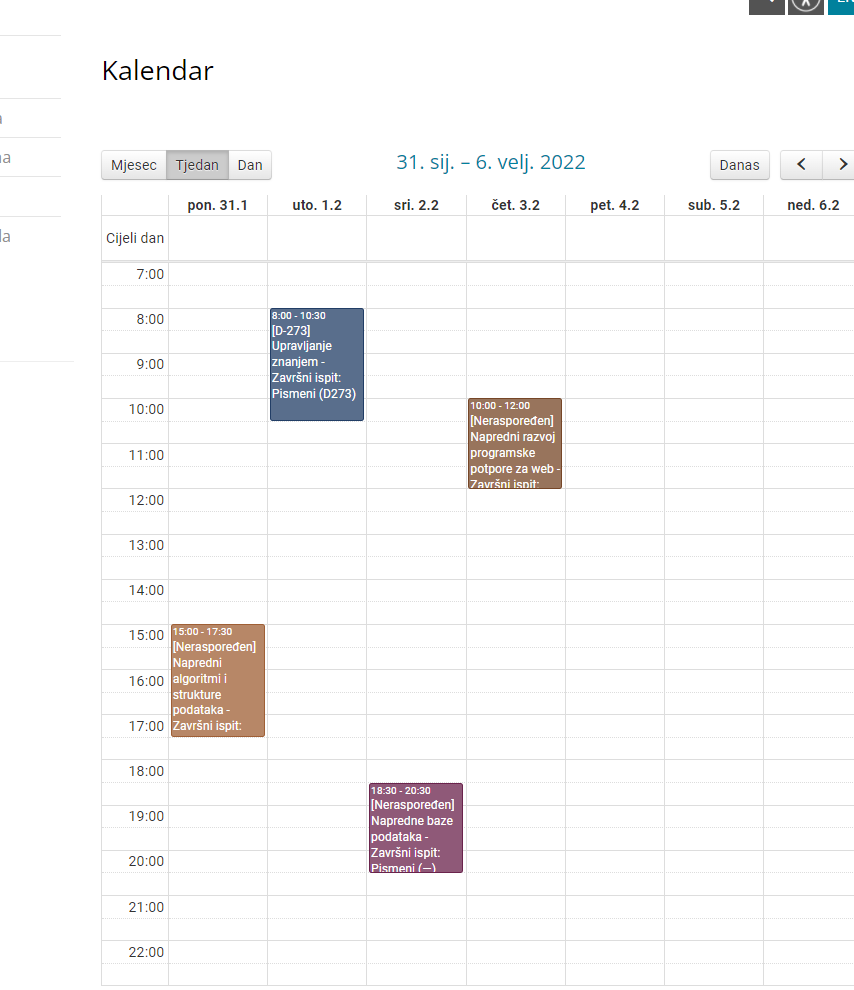 Kalendar
Mjesec Tjedan Dan
31. sij. – 6. velj. 2022
Danas
pon. 31.1 uto. 1.2 sri. 2.2 čet. 3.2 pet. 4.2 sub. 5.2 ned. 6.2
Cijeli dan
7:00
8:00
9:00
10:00
11:00
12:00
13:00
14:00
15:00
16:00
17:00
18:00
19:00
20:00
21:00
22:00
15:00 - 17:30
[Neraspoređen]
Napredni
algoritmi i
strukture
podataka -
Završni ispit:
8:00 - 10:30
[D-273]
Upravljanje
znanjem -
Završni ispit:
Pismeni (D273)
18:30 - 20:30
[Neraspoređen]
Napredne baze
podataka -
Završni ispit:
Pismeni (—)
10:00 - 12:00
[Neraspoređen]
Napredni razvoj
programske
potpore za web -
Završni ispit: